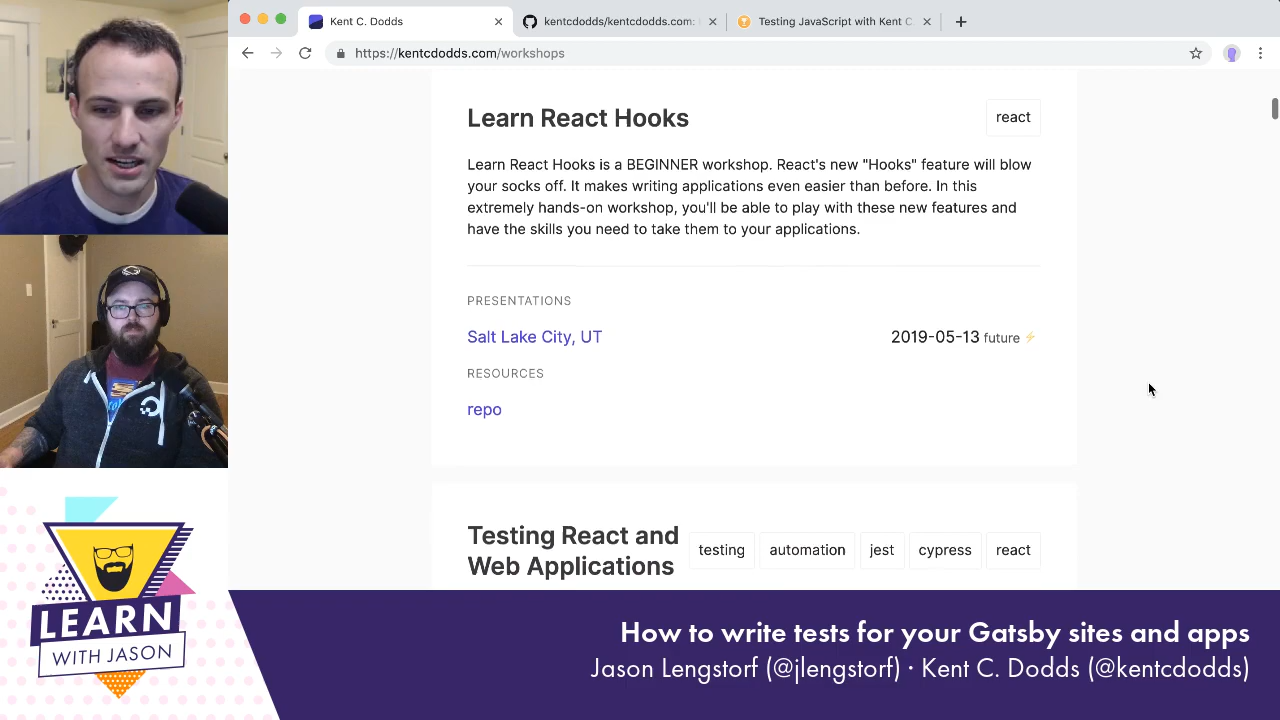 Kent C. Dodds
kentcdodds/kentcdodds.com:
Testing JavaScript with Kent C.
https://kentcdodds.com/workshops
Learn React Hooks
react
Learn React Hooks is a BEGINNER workshop. React's new "Hooks" feature will blow
your socks off. It makes writing applications even easier than before. In this
extremely hands-on workshop, you'll be able to play with these new features and
have the skills you need to take them to your applications.
PRESENTATIONS
Salt Lake City, UT
2019-05-13 future ⚡
RESOURCES
repo
Testing React and
Web Applications
testing
automation
jest
cypress
react
LEARN
WITH JASON
How to write tests for your Gatsby sites and apps
Jason Lengstorf (@jlengstorf) · Kent C. Dodds (@kentcdodds)